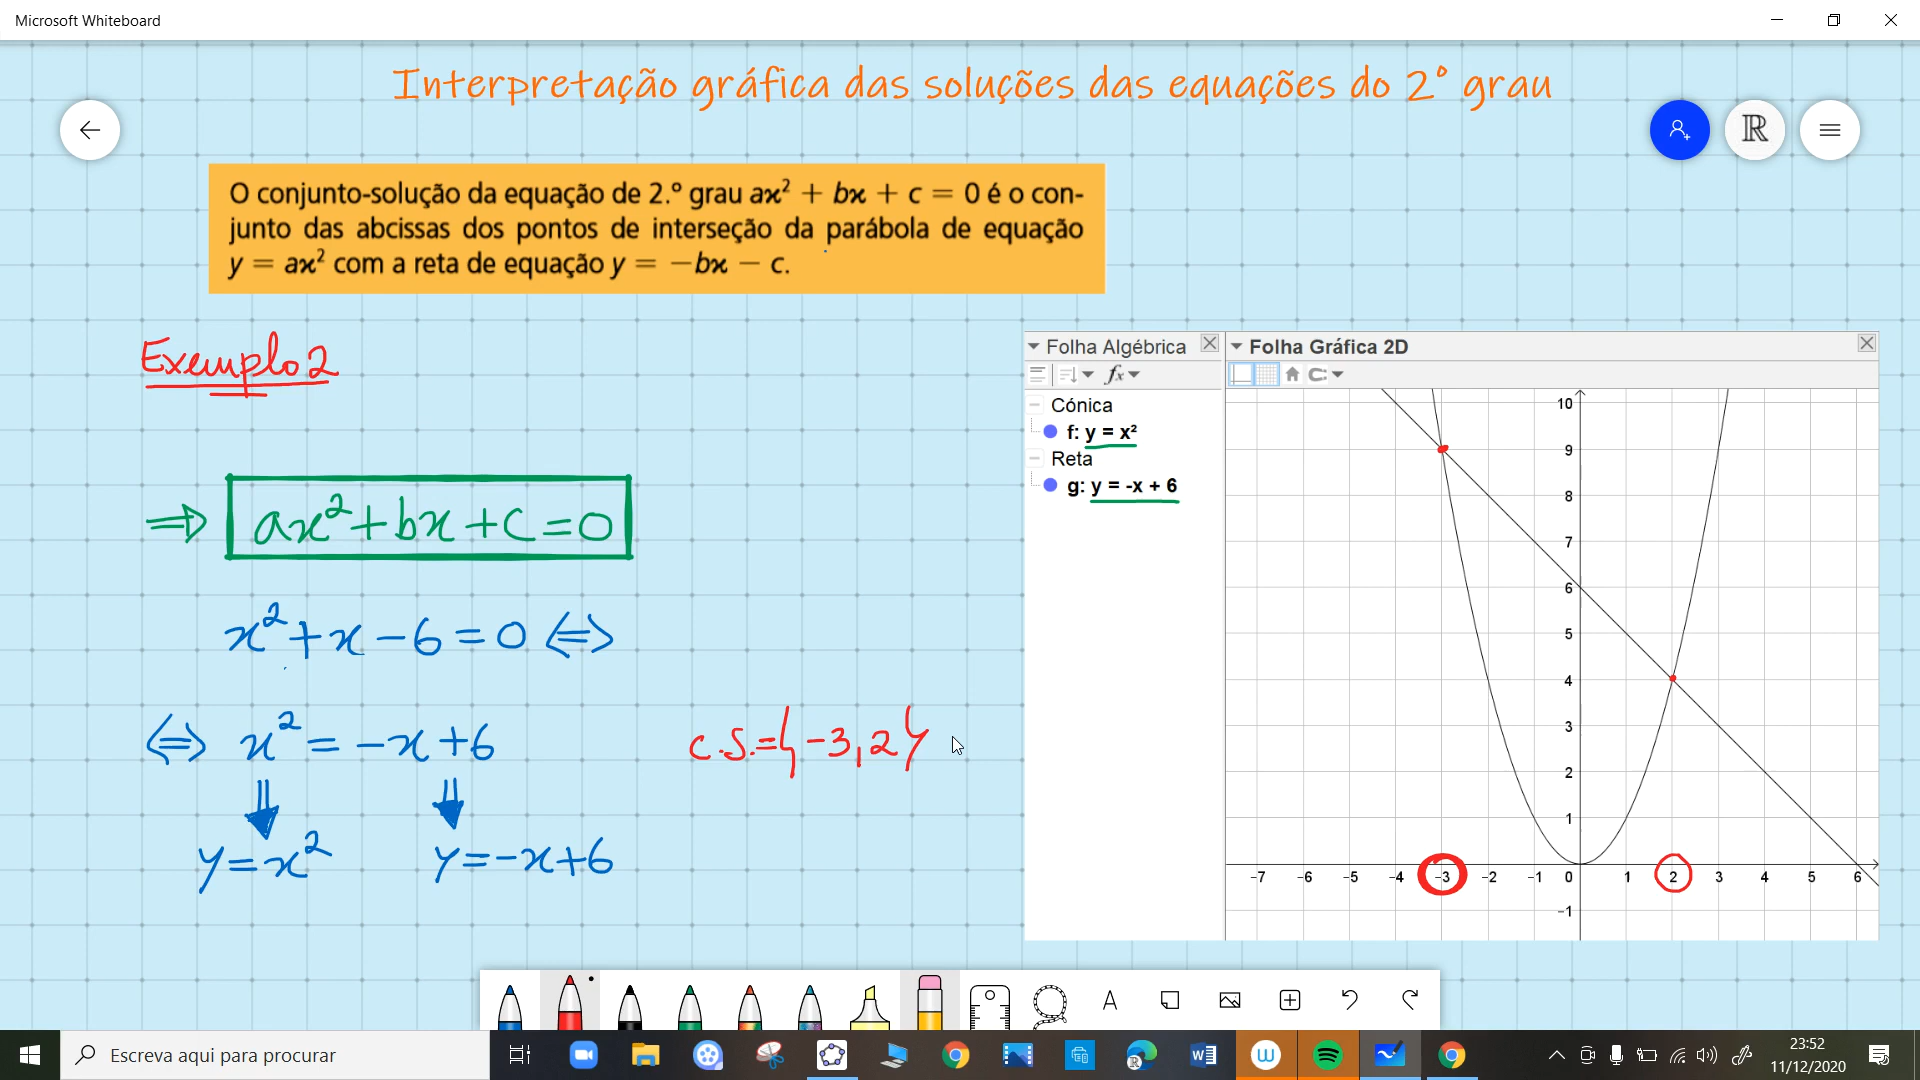 Microsoft Whiteboard
Interpretação gráfica das soluções das equações do 2° grau
ℝ
O conjunto-solução da equação de 2.º grau ax² + bx + c = 0 é o con-
junto das abcissas dos pontos de interseção da parábola de equação
y = ax² com a reta de equação y = −bx − c.
Exemplo 2
⇒ ax²+bx+c=0
x²+x−6=0 ⇔
⇔ x²=−x+6
y=x² y=−x+6
C.S.={−3,2}
Folha Algébrica
fx
Cónica
f: y = x²
Reta
g: y = -x + 6
Folha Gráfica 2D
10
9
8
7
6
5
4
3
2
1
−7 −6 −5 −4 −3 −2 −1 0 1 2 3 4 5 6
−1
A
Escreva aqui para procurar
23:52
11/12/2020